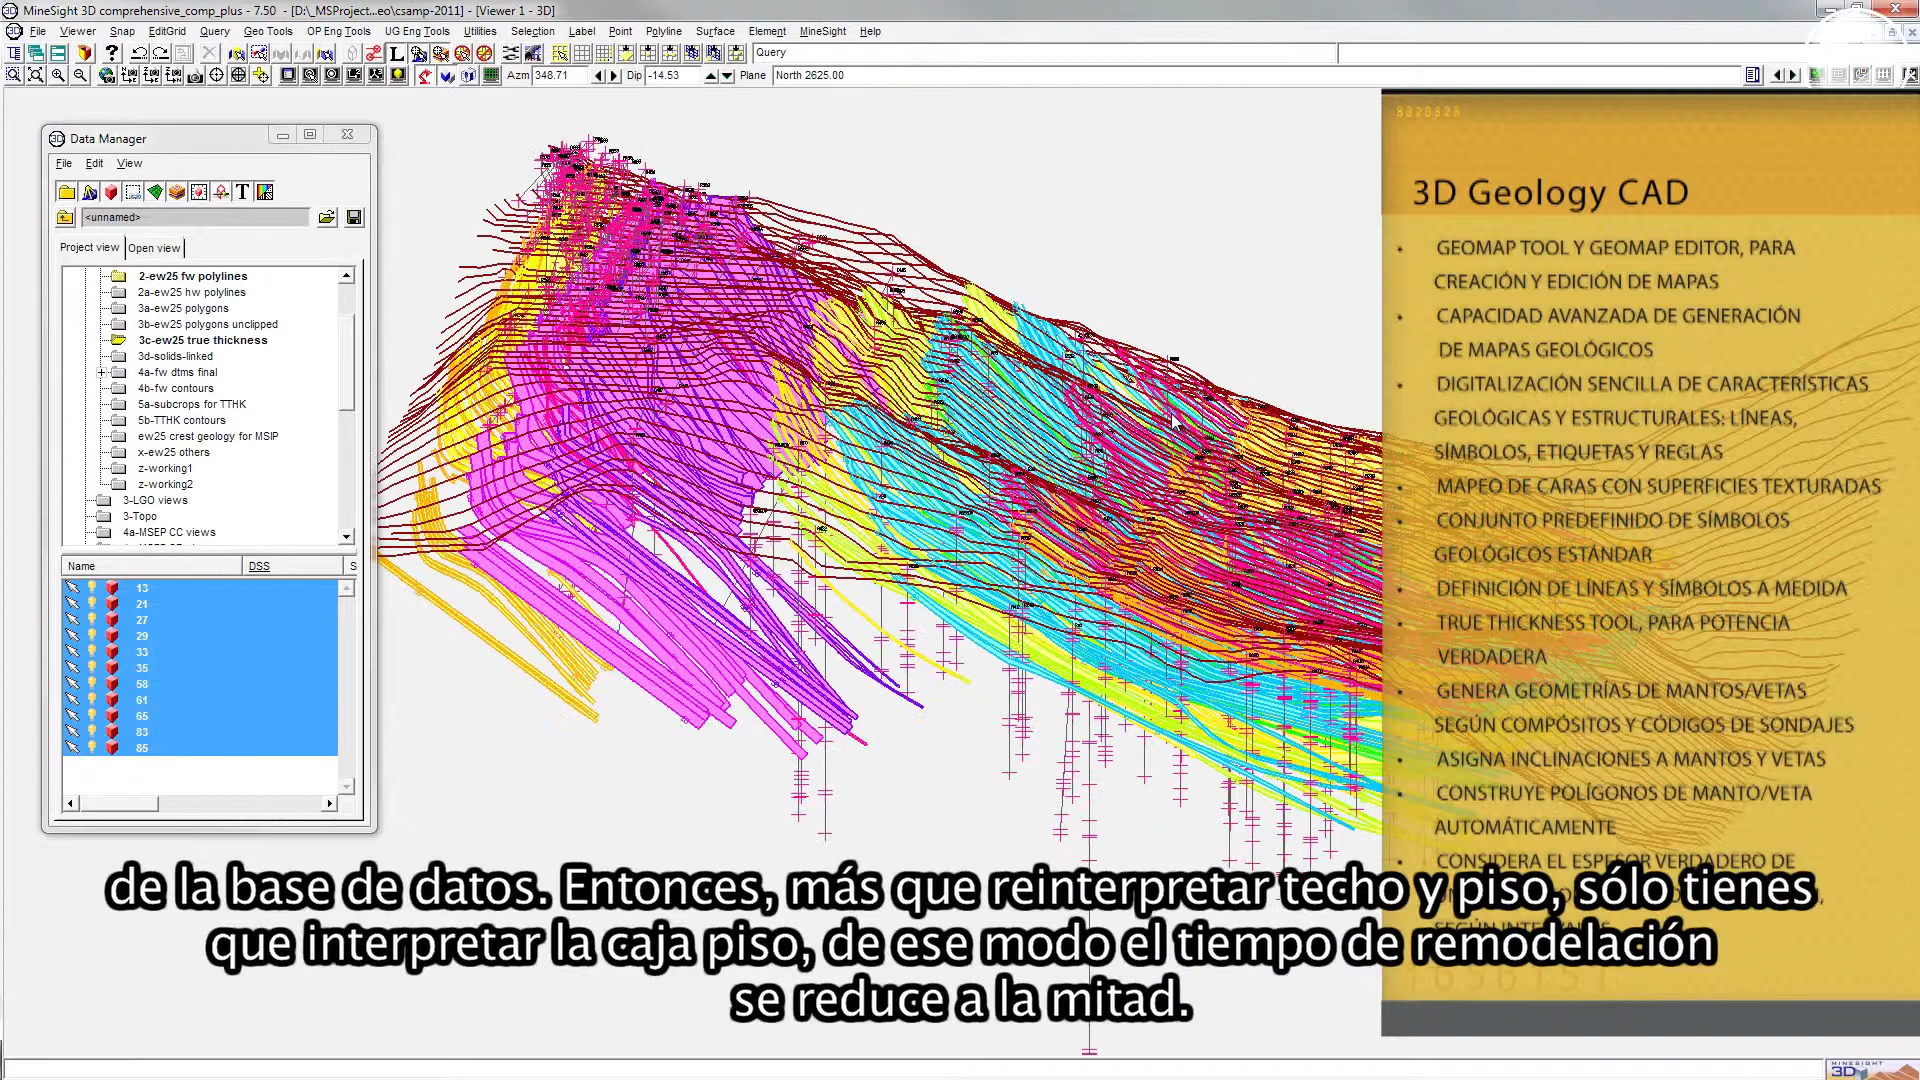 MineSight 3D comprehensive_comp_plus - 7.50 - [D:\_MSProject...eo\csamp-2011] - [Viewer 1 - 3D]
File Viewer Snap EditGrid Query Geo Tools OP Eng Tools UG Eng Tools Utilities Selection Label Point Polyline Surface Element MineSight Help
Query
Azm 348.71 Dip -14.53 Plane North 2625.00
Data Manager
File Edit View
<unnamed>
Project view Open view
2-ew25 fw polylines
2a-ew25 hw polylines
3a-ew25 polygons
3b-ew25 polygons unclipped
3c-ew25 true thickness
3d-solids-linked
4a-fw dtms final
4b-fw contours
5a-subcrops for TTHK
5b-TTHK contours
ew25 crest geology for MSIP
x-ew25 others
z-working1
z-working2
3-LGO views
3-Topo
4a-MSEP CC views
Name DSS S
13
21
27
29
33
35
58
61
65
83
85
3D Geology CAD
• GEOMAP TOOL Y GEOMAP EDITOR, PARA
CREACIÓN Y EDICIÓN DE MAPAS
• CAPACIDAD AVANZADA DE GENERACIÓN
DE MAPAS GEOLÓGICOS
• DIGITALIZACIÓN SENCILLA DE CARACTERÍSTICAS
GEOLÓGICAS Y ESTRUCTURALES: LÍNEAS,
SÍMBOLOS, ETIQUETAS Y REGLAS
• MAPEO DE CARAS CON SUPERFICIES TEXTURADAS
• CONJUNTO PREDEFINIDO DE SÍMBOLOS
GEOLÓGICOS ESTÁNDAR
• DEFINICIÓN DE LÍNEAS Y SÍMBOLOS A MEDIDA
• TRUE THICKNESS TOOL, PARA POTENCIA
VERDADERA
• GENERA GEOMETRÍAS DE MANTOS/VETAS
SEGÚN COMPÓSITOS Y CÓDIGOS DE SONDAJES
• ASIGNA INCLINACIONES A MANTOS Y VETAS
• CONSTRUYE POLÍGONOS DE MANTO/VETA
AUTOMÁTICAMENTE
• CONSIDERA EL ESPESOR VERDADERO DE
de la base de datos. Entonces, más que reinterpretar techo y piso, sólo tienes
que interpretar la caja piso, de ese modo el tiempo de remodelación
se reduce a la mitad.
MINESIGHT
3D